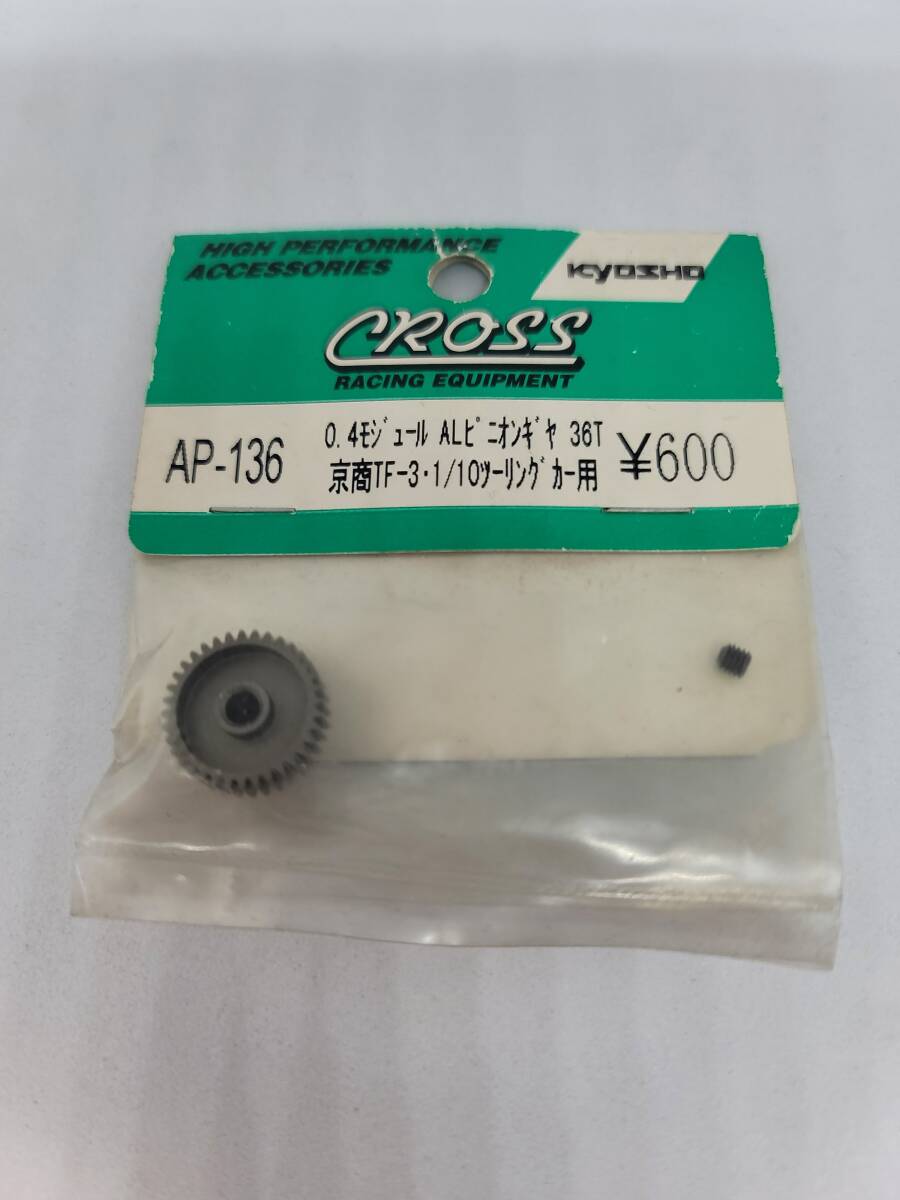 HIGH PERFORMANCE
ACCESSORIES
KYOSHO
CROSS
RACING EQUIPMENT
AP-136
0.4ﾓｼﾞｭｰﾙ ALﾋﾟﾆｵﾝｷﾞﾔ 36T
京商TF-3・1/10ﾂｰﾘﾝｸﾞｶｰ用
¥600